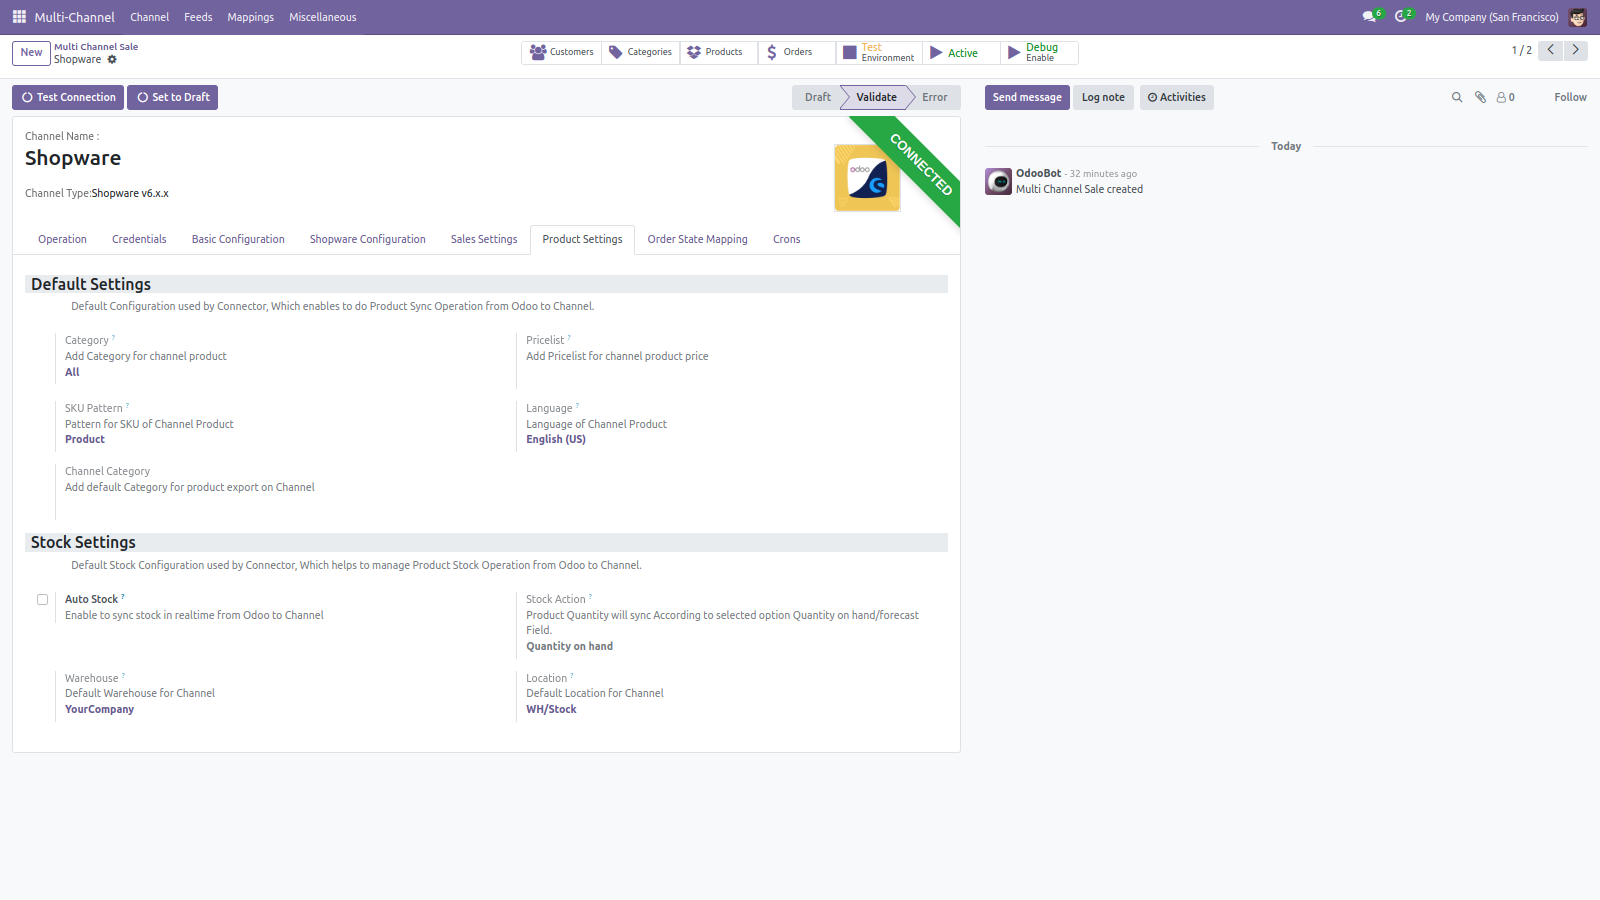 Multi-Channel Channel Feeds Mappings Miscellaneous 6 2 My Company (San Francisco)
New Multi Channel Sale
Shopware
Customers Categories Products Orders Test Environment Active Debug Enable 1 / 2
Test Connection Set to Draft Draft Validate Error Send message Log note Activities 0 Follow
Channel Name :
Shopware
Channel Type:Shopware v6.x.x
odoo
CONNECTED
Operation Credentials Basic Configuration Shopware Configuration Sales Settings Product Settings Order State Mapping Crons
Default Settings
Default Configuration used by Connector, Which enables to do Product Sync Operation from Odoo to Channel.
Category ?
Add Category for channel product
All
Pricelist ?
Add Pricelist for channel product price
SKU Pattern ?
Pattern for SKU of Channel Product
Product
Language ?
Language of Channel Product
English (US)
Channel Category
Add default Category for product export on Channel
Stock Settings
Default Stock Configuration used by Connector, Which helps to manage Product Stock Operation from Odoo to Channel.
Auto Stock ?
Enable to sync stock in realtime from Odoo to Channel
Stock Action ?
Product Quantity will sync According to selected option Quantity on hand/forecast
Field.
Quantity on hand
Warehouse ?
Default Warehouse for Channel
YourCompany
Location ?
Default Location for Channel
WH/Stock
Today
OdooBot - 32 minutes ago
Multi Channel Sale created